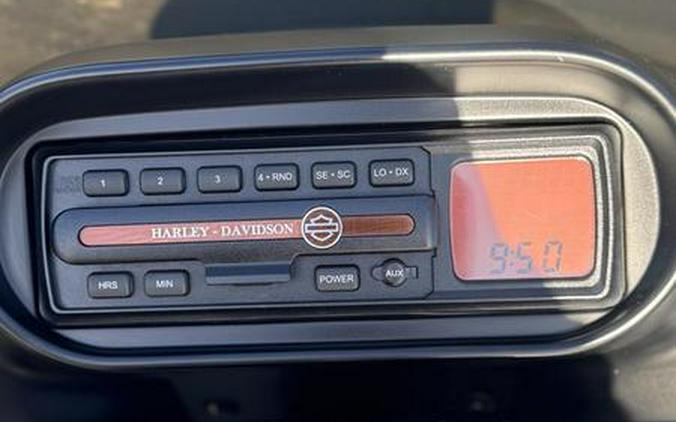 1 2 3 4 • RND SE • SC LO • DX
HARLEY - DAVIDSON
HRS MIN POWER AUX
9:50